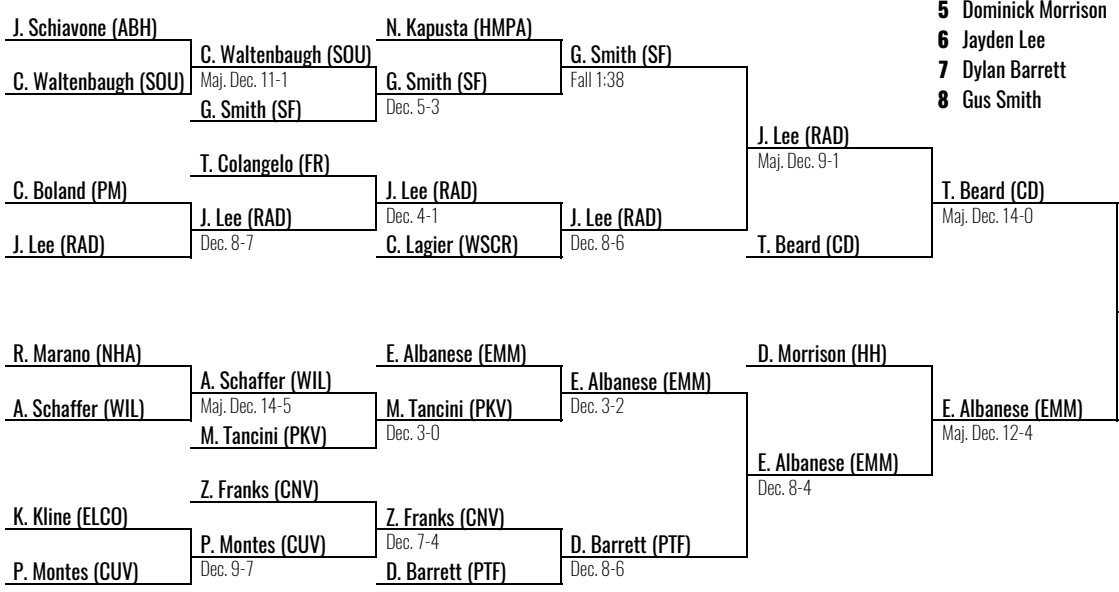 5 Dominick Morrison
6 Jayden Lee
7 Dylan Barrett
8 Gus Smith
J. Schiavone (ABH)
C. Waltenbaugh (SOU)
C. Waltenbaugh (SOU)
Maj. Dec. 11-1
G. Smith (SF)
N. Kapusta (HMPA)
G. Smith (SF)
Dec. 5-3
G. Smith (SF)
Fall 1:38
C. Boland (PM)
J. Lee (RAD)
T. Colangelo (FR)
J. Lee (RAD)
Dec. 8-7
J. Lee (RAD)
Dec. 4-1
C. Lagier (WSCR)
J. Lee (RAD)
Dec. 8-6
J. Lee (RAD)
Maj. Dec. 9-1
T. Beard (CD)
T. Beard (CD)
Maj. Dec. 14-0
R. Marano (NHA)
A. Schaffer (WIL)
A. Schaffer (WIL)
Maj. Dec. 14-5
M. Tancini (PKV)
E. Albanese (EMM)
M. Tancini (PKV)
Dec. 3-0
E. Albanese (EMM)
Dec. 3-2
K. Kline (ELCO)
P. Montes (CUV)
Z. Franks (CNV)
P. Montes (CUV)
Dec. 9-7
Z. Franks (CNV)
Dec. 7-4
D. Barrett (PTF)
D. Barrett (PTF)
Dec. 8-6
D. Morrison (HH)
E. Albanese (EMM)
Dec. 8-4
E. Albanese (EMM)
Maj. Dec. 12-4